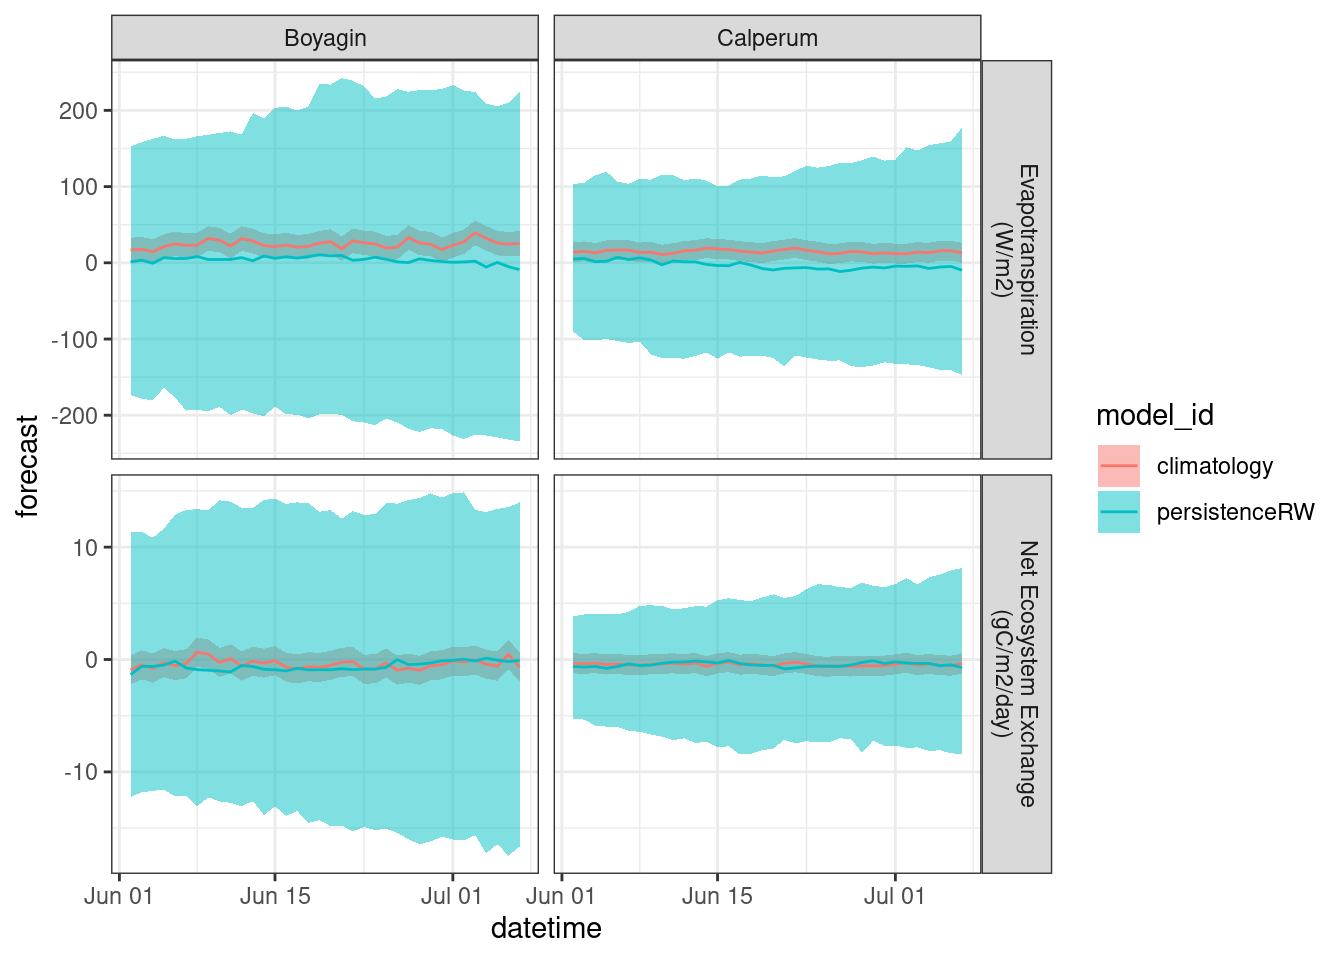 Boyagin
Calperum
200
100
0
-100
-200
Evapotranspiration
(W/m2)
forecast
10
0
-10
Net Ecosystem Exchange
(gC/m2/day)
Jun 01
Jun 15
Jul 01
Jun 01
Jun 15
Jul 01
datetime
model_id
climatology
persistenceRW